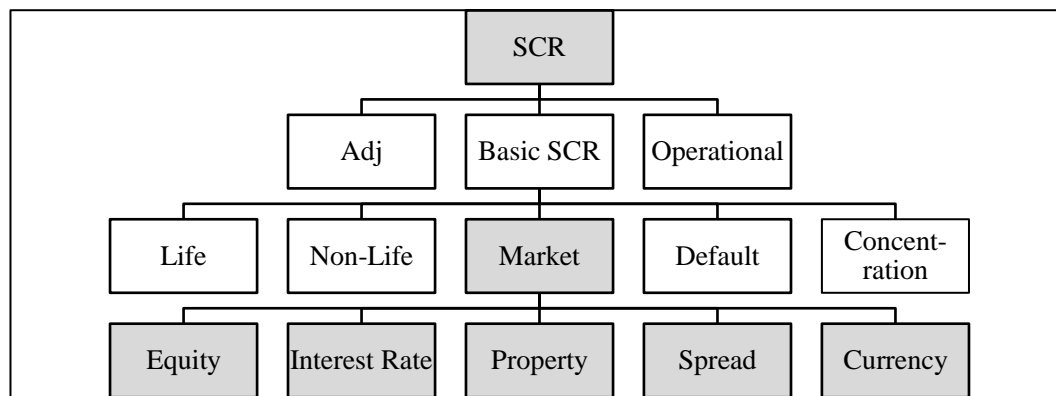 SCR
Adj
Basic SCR
Operational
Life
Non-Life
Market
Default
Concent-
ration
Equity
Interest Rate
Property
Spread
Currency